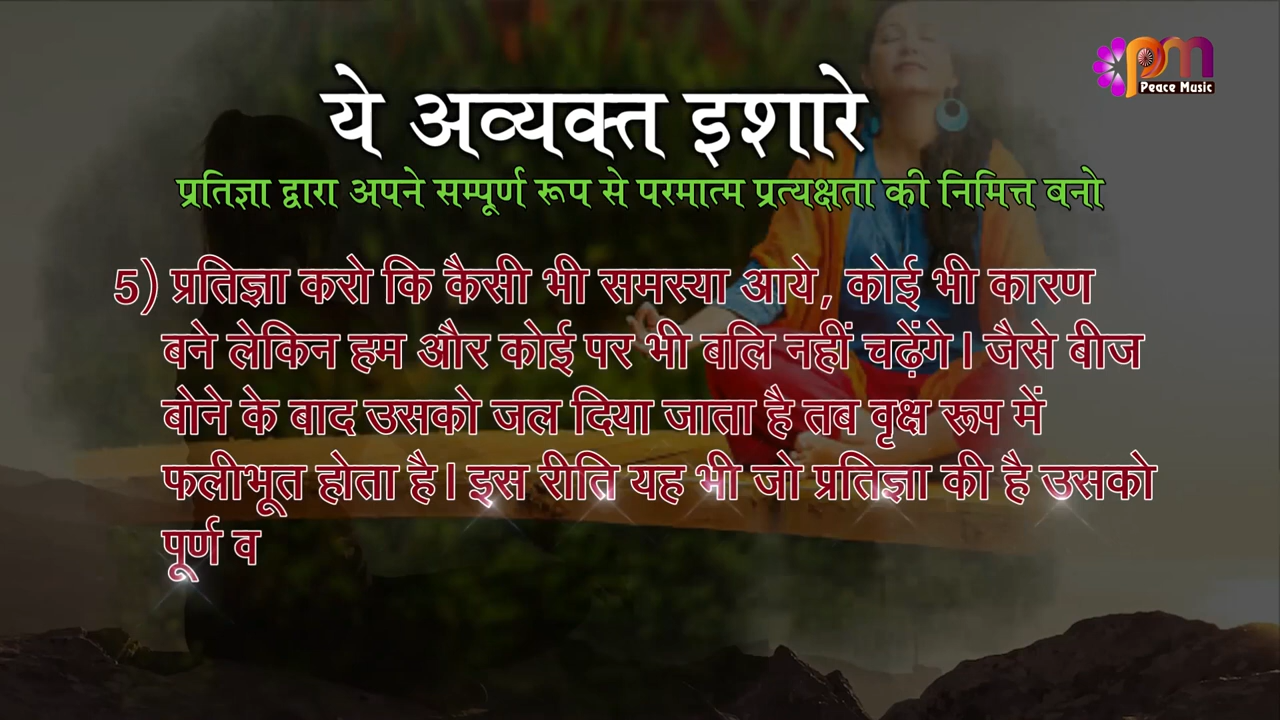 pm
Peace Music
ये अव्यक्त इशारे
प्रतिज्ञा द्वारा अपने सम्पूर्ण रूप से परमात्म प्रत्यक्षता की निमित्त बनो
5) प्रतिज्ञा करो कि कैसी भी समस्या आये, कोई भी कारण
बने लेकिन हम और कोई पर भी बलि नहीं चढ़ेंगे। जैसे बीज
बोने के बाद उसको जल दिया जाता है तब वृक्ष रूप में
फलीभूत होता है। इस रीति यह भी जो प्रतिज्ञा की है उसको
पूर्ण व